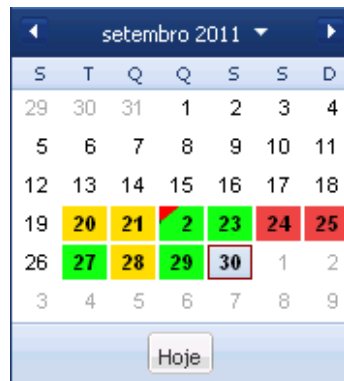 setembro 2011
S T Q Q S S D
29 30 31 1 2 3 4
5 6 7 8 9 10 11
12 13 14 15 16 17 18
19 20 21 2 23 24 25
26 27 28 29 30 1 2
3 4 5 6 7 8 9
Hoje